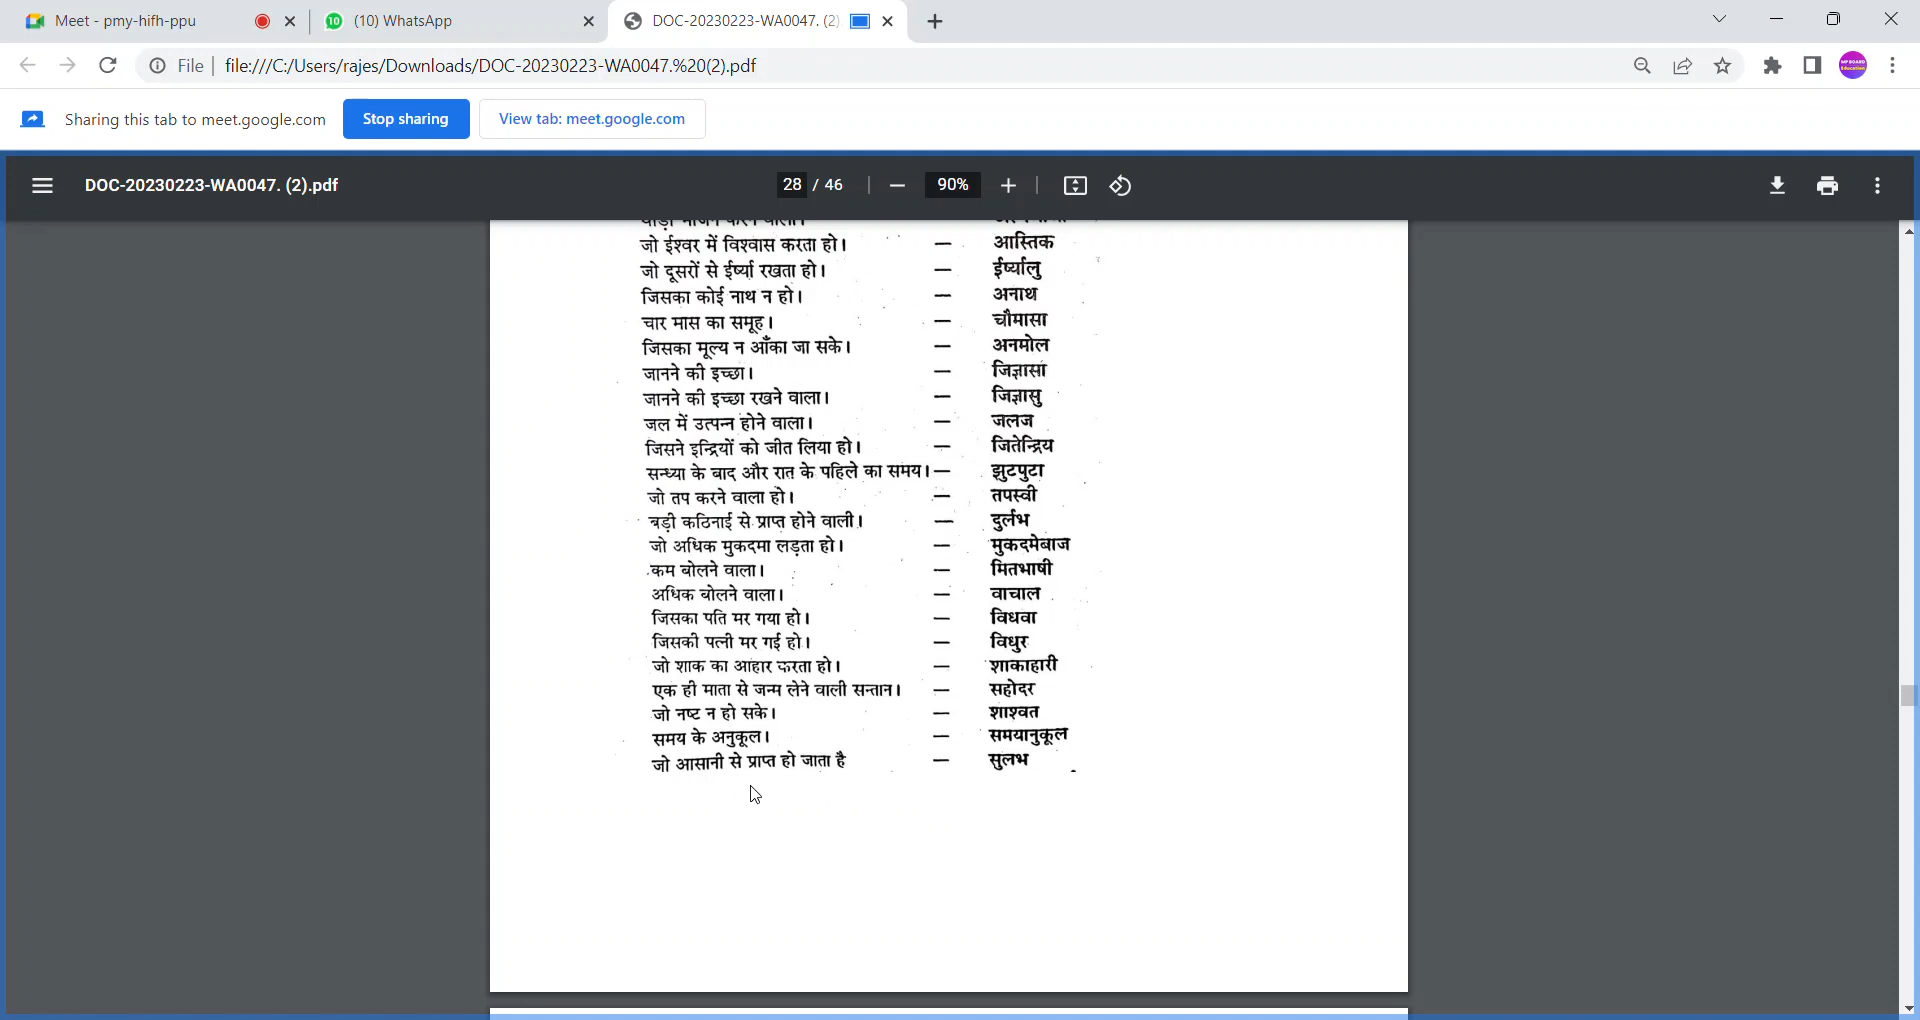 Meet - pmy-hifh-ppu
10 (10) WhatsApp
DOC-20230223-WA0047. (2)
File file:///C:/Users/rajes/Downloads/DOC-20230223-WA0047.%20(2).pdf
Sharing this tab to meet.google.com Stop sharing View tab: meet.google.com
DOC-20230223-WA0047. (2).pdf 28 / 46 90%
जो ईश्वर में विश्वास करता हो। — आस्तिक
जो दूसरों से ईर्ष्या रखता हो। — ईर्ष्यालु
जिसका कोई नाथ न हो। — अनाथ
चार मास का समूह। — चौमासा
जिसका मूल्य न आँका जा सके। — अनमोल
जानने की इच्छा। — जिज्ञासा
जानने की इच्छा रखने वाला। — जिज्ञासु
जल में उत्पन्न होने वाला। — जलज
जिसने इन्द्रियों को जीत लिया हो। — जितेन्द्रिय
सन्ध्या के बाद और रात के पहिले का समय। — झुटपुटा
जो तप करने वाला हो। — तपस्वी
बड़ी कठिनाई से प्राप्त होने वाली। — दुर्लभ
जो अधिक मुकदमा लड़ता हो। — मुकदमेबाज
कम बोलने वाला। — मितभाषी
अधिक बोलने वाला। — वाचाल
जिसका पति मर गया हो। — विधवा
जिसकी पत्नी मर गई हो। — विधुर
जो शाक का आहार करता हो। — शाकाहारी
एक ही माता से जन्म लेने वाली सन्तान। — सहोदर
जो नष्ट न हो सके। — शाश्वत
समय के अनुकूल। — समयानुकूल
जो आसानी से प्राप्त हो जाता है — सुलभ